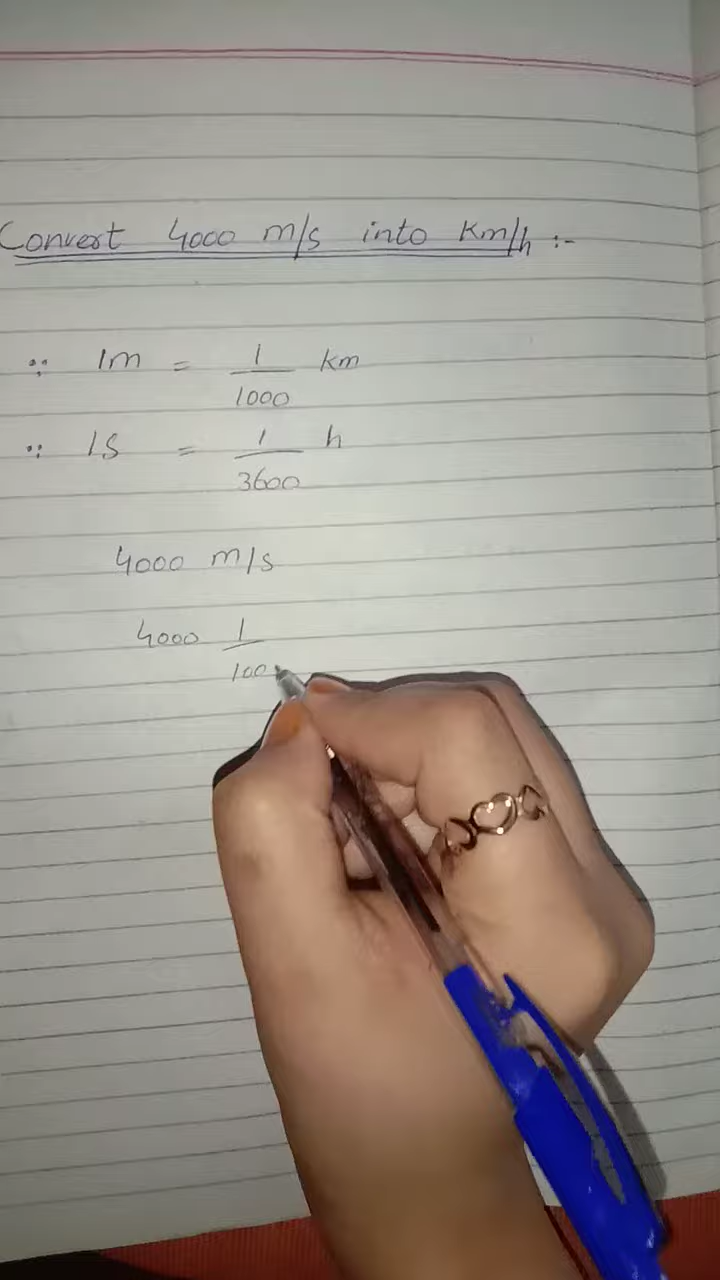 Convert 4000 m/s into Km/h :-
∵ 1m = 1/1000 km
∵ 1S = 1/3600 h
4000 m/s
4000 1/100